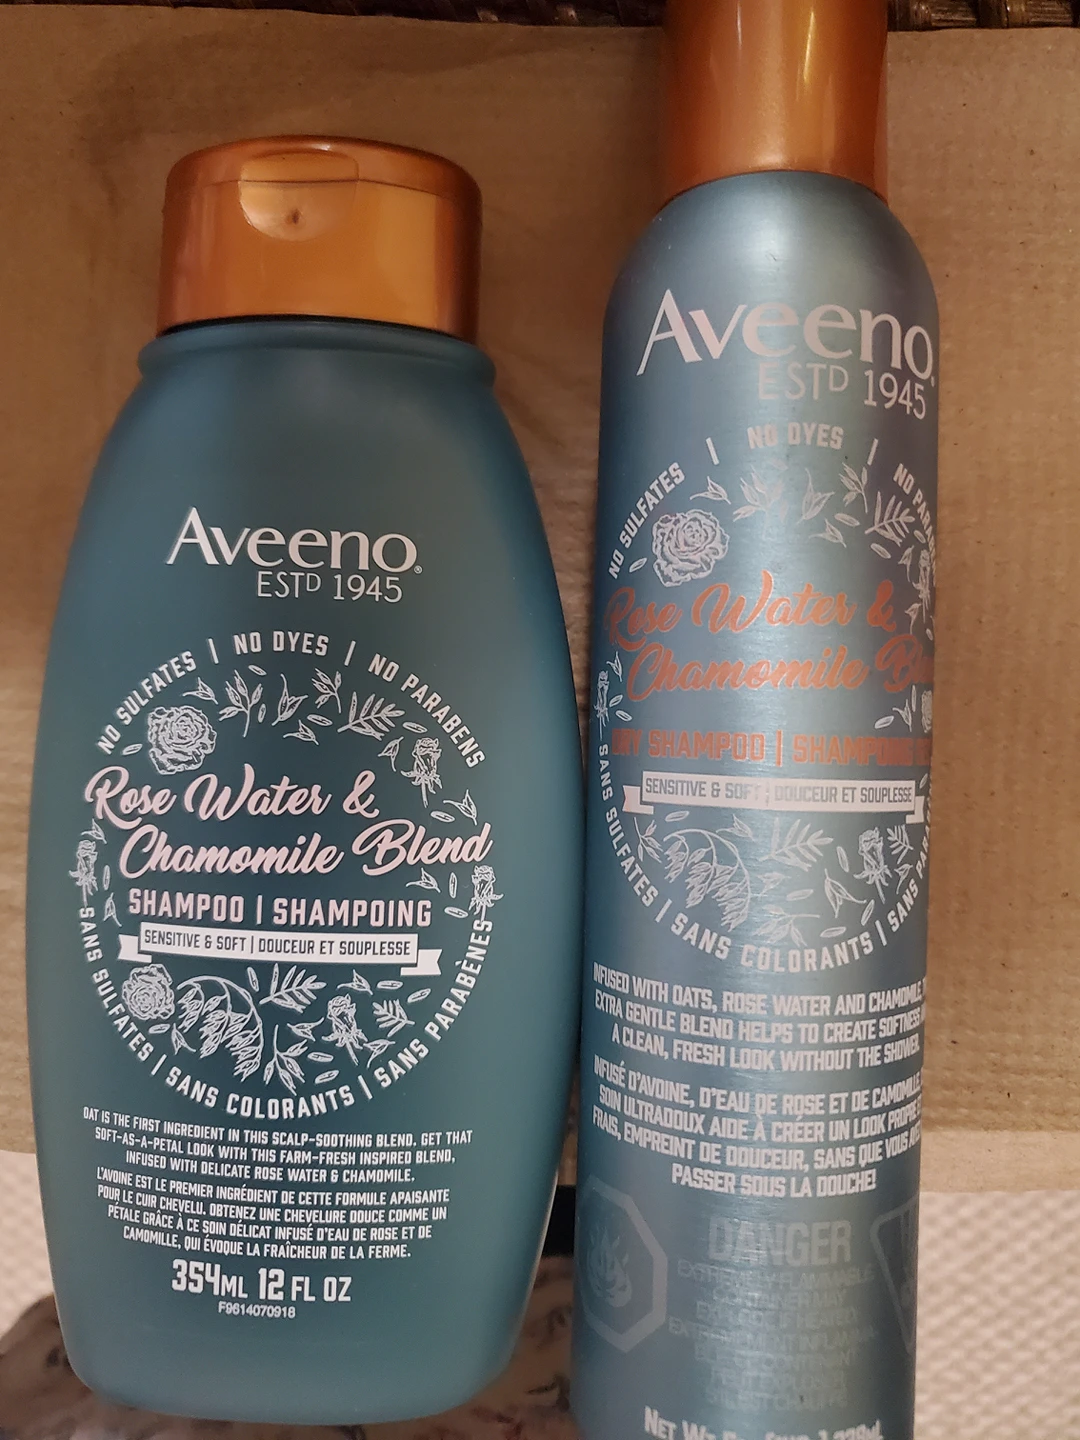 Aveeno®
ESTD 1945
NO SULFATES | NO DYES | NO PARABENS
Rose Water &
Chamomile Blend
SHAMPOO | SHAMPOING
SENSITIVE & SOFT | DOUCEUR ET SOUPLESSE
SANS SULFATES | SANS COLORANTS | SANS PARABÈNES
OAT IS THE FIRST INGREDIENT IN THIS SCALP-SOOTHING BLEND. GET THAT
SOFT-AS-A-PETAL LOOK WITH THIS FARM-FRESH INSPIRED BLEND,
INFUSED WITH DELICATE ROSE WATER & CHAMOMILE.
L'AVOINE EST LE PREMIER INGRÉDIENT DE CETTE FORMULE APAISANTE
POUR LE CUIR CHEVELU. OBTENEZ UNE CHEVELURE DOUCE COMME UN
PÉTALE GRÂCE À CE SOIN DÉLICAT INFUSÉ D'EAU DE ROSE ET DE
CAMOMILLE, QUI ÉVOQUE LA FRAÎCHEUR DE LA FERME.
354ML 12 FL OZ
F9614070918
Aveeno®
ESTD 1945
NO SULFATES | NO DYES | NO PARABE
Rose Water &
Chamomile Ble
DRY SHAMPOO | SHAMPOING
SENSITIVE & SOFT | DOUCEUR ET SOUPLESSE
SANS SULFATES | SANS COLORANTS | SANS
INFUSED WITH OATS, ROSE WATER AND CHAMOMILE,
EXTRA GENTLE BLEND HELPS TO CREATE SOFTNESS
A CLEAN, FRESH LOOK WITHOUT THE SHOWER.
INFUSÉ D'AVOINE, D'EAU DE ROSE ET DE CAMOMILLE,
SOIN ULTRADOUX AIDE À CRÉER UN LOOK PROPRE
FRAIS, EMPREINT DE DOUCEUR, SANS QUE VOUS
PASSER SOUS LA DOUCHE!
DANGER
EXTREMELY FLAMMABLE
CONTAINER MAY
EXPLODE IF HEATED
EXTRÊMEMENT
CONTENANT
NET WT